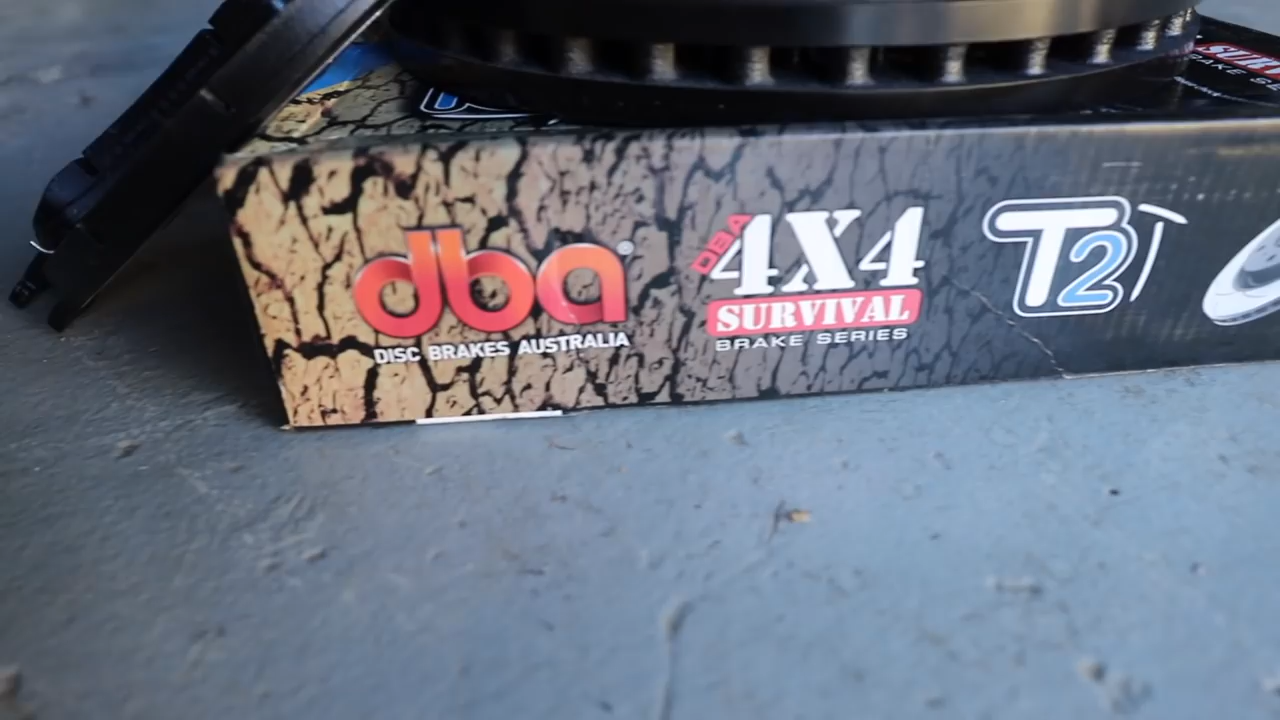 dba®
DISC BRAKES AUSTRALIA
DBA
4X4
SURVIVAL
BRAKE SERIES
T2